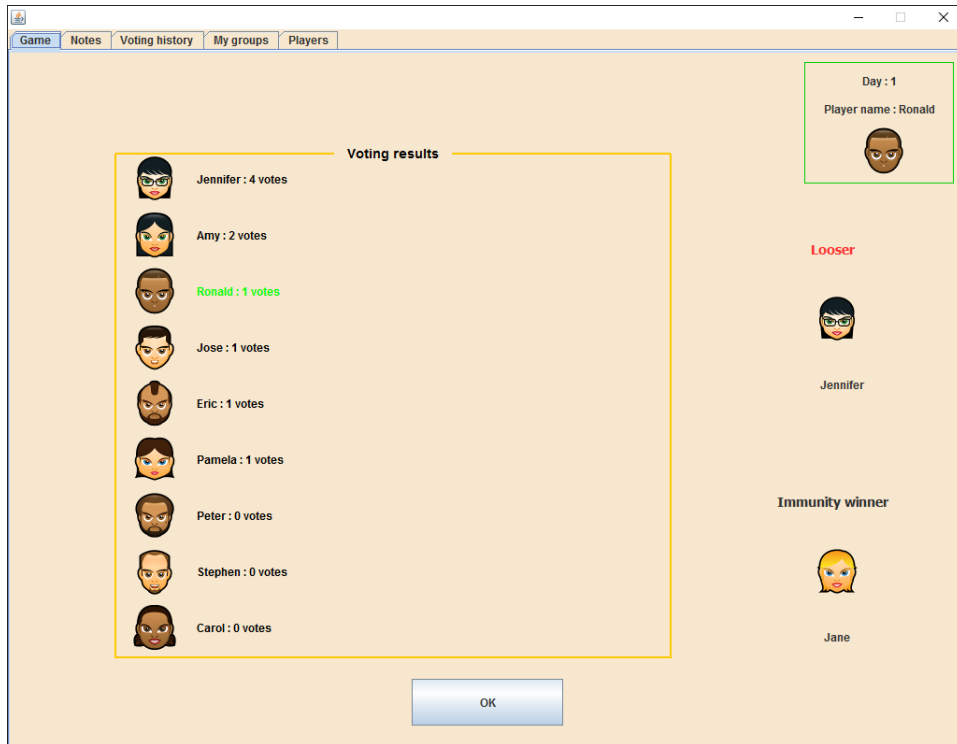 Game Notes Voting history My groups Players
Day : 1
Player name : Ronald
Voting results
Jennifer : 4 votes
Amy : 2 votes
Ronald : 1 votes
Jose : 1 votes
Eric : 1 votes
Pamela : 1 votes
Peter : 0 votes
Stephen : 0 votes
Carol : 0 votes
Looser
Jennifer
Immunity winner
Jane
OK